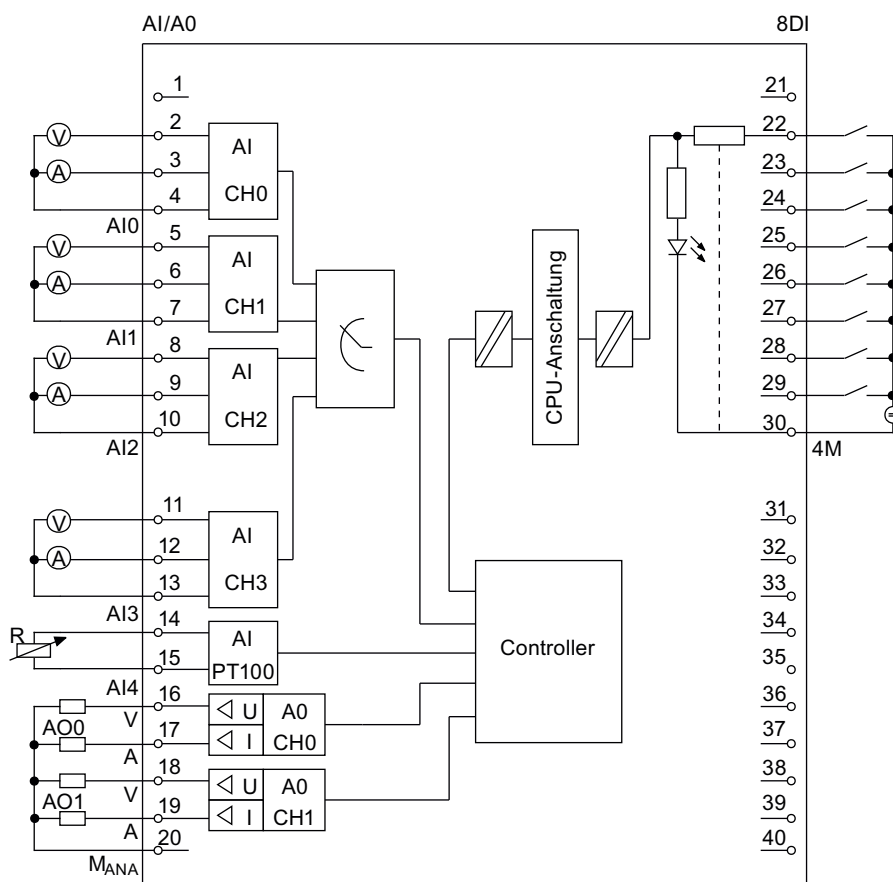 AI/A0
8DI
1
21
2
22
V
AI
3
23
A
CH0
4
24
AI0
5
25
V
AI
6
26
A
CH1
7
27
AI1
8
28
V
AI
9
29
A
CH2
10
30
=
AI2
4M
CPU-Anschaltung
11
31
V
AI
12
32
A
CH3
13
33
AI3
14
34
R
AI
Controller
15
35
PT100
AI4
16
36
V
U
A0
AO0
17
37
I
CH0
A
18
38
V
U
A0
AO1
19
39
I
CH1
A
20
40
MANA